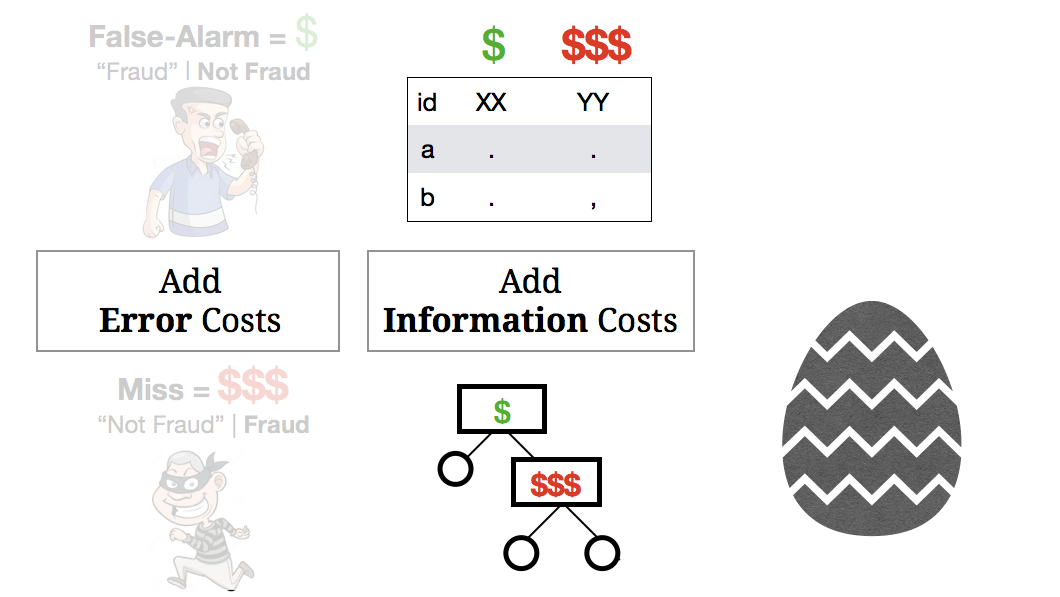 False-Alarm = $
“Fraud” | Not Fraud
$ $$$
id XX YY
a . .
b . ,
Add
Error Costs
Add
Information Costs
Miss = $$$
“Not Fraud” | Fraud
$
$$$